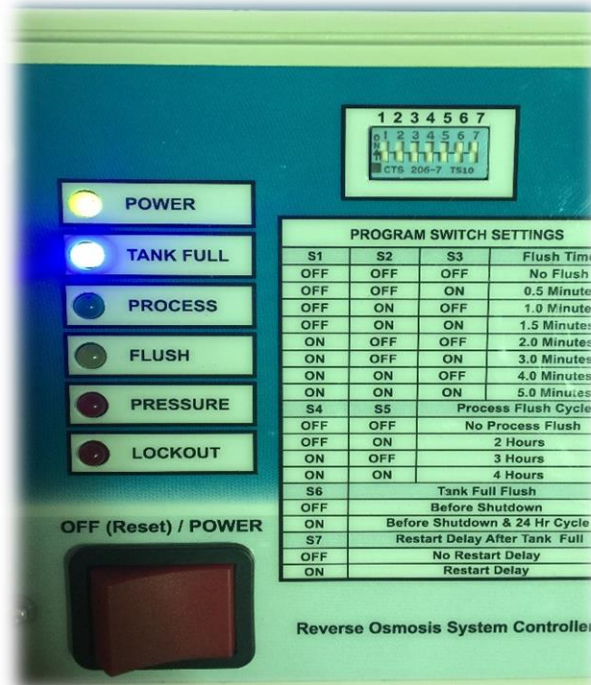 1 2 3 4 5 6 7
1 2 3 4 5 6 7
CTS 206-7 TS10
POWER
TANK FULL
PROCESS
FLUSH
PRESSURE
LOCKOUT
OFF (Reset) / POWER
PROGRAM SWITCH SETTINGS
S1 S2 S3 Flush Time
OFF OFF OFF No Flush
OFF OFF ON 0.5 Minutes
OFF ON OFF 1.0 Minute
OFF ON ON 1.5 Minutes
ON OFF OFF 2.0 Minutes
ON OFF ON 3.0 Minutes
ON ON OFF 4.0 Minutes
ON ON ON 5.0 Minutes
S4 S5 Process Flush Cycle
OFF OFF No Process Flush
OFF ON 2 Hours
ON OFF 3 Hours
ON ON 4 Hours
S6 Tank Full Flush
OFF Before Shutdown
ON Before Shutdown & 24 Hr Cycle
S7 Restart Delay After Tank Full
OFF No Restart Delay
ON Restart Delay
Reverse Osmosis System Controller